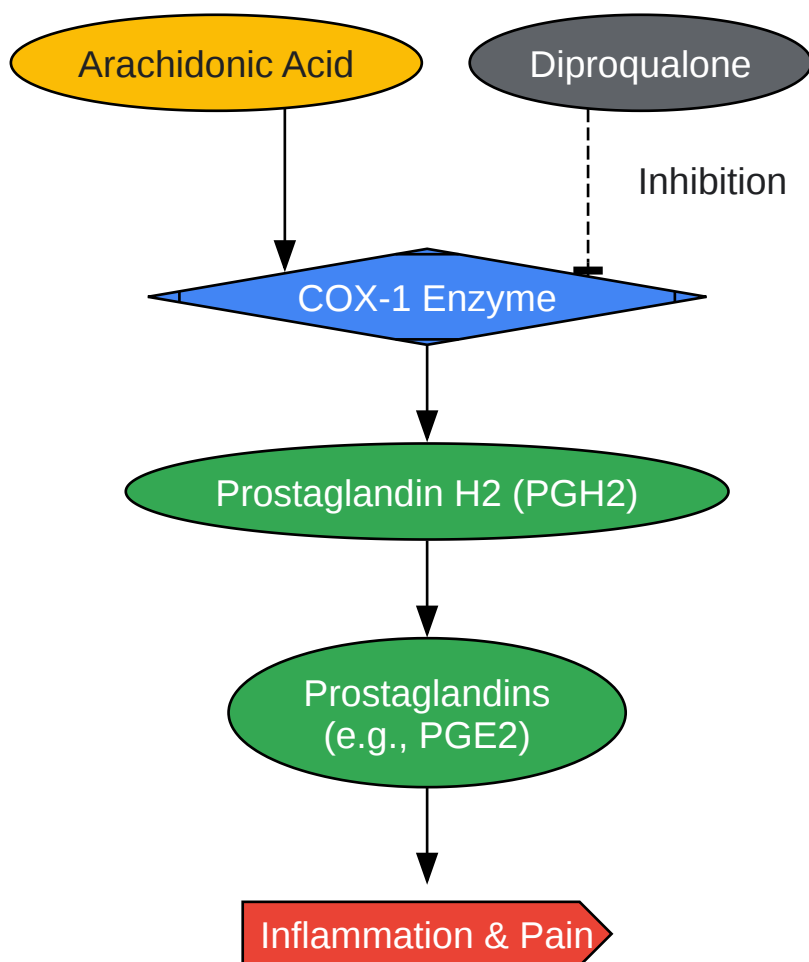 Arachidonic Acid
Diproqualone
Inhibition
COX-1 Enzyme
Prostaglandin H2 (PGH2)
Prostaglandins
(e.g., PGE2)
Inflammation & Pain